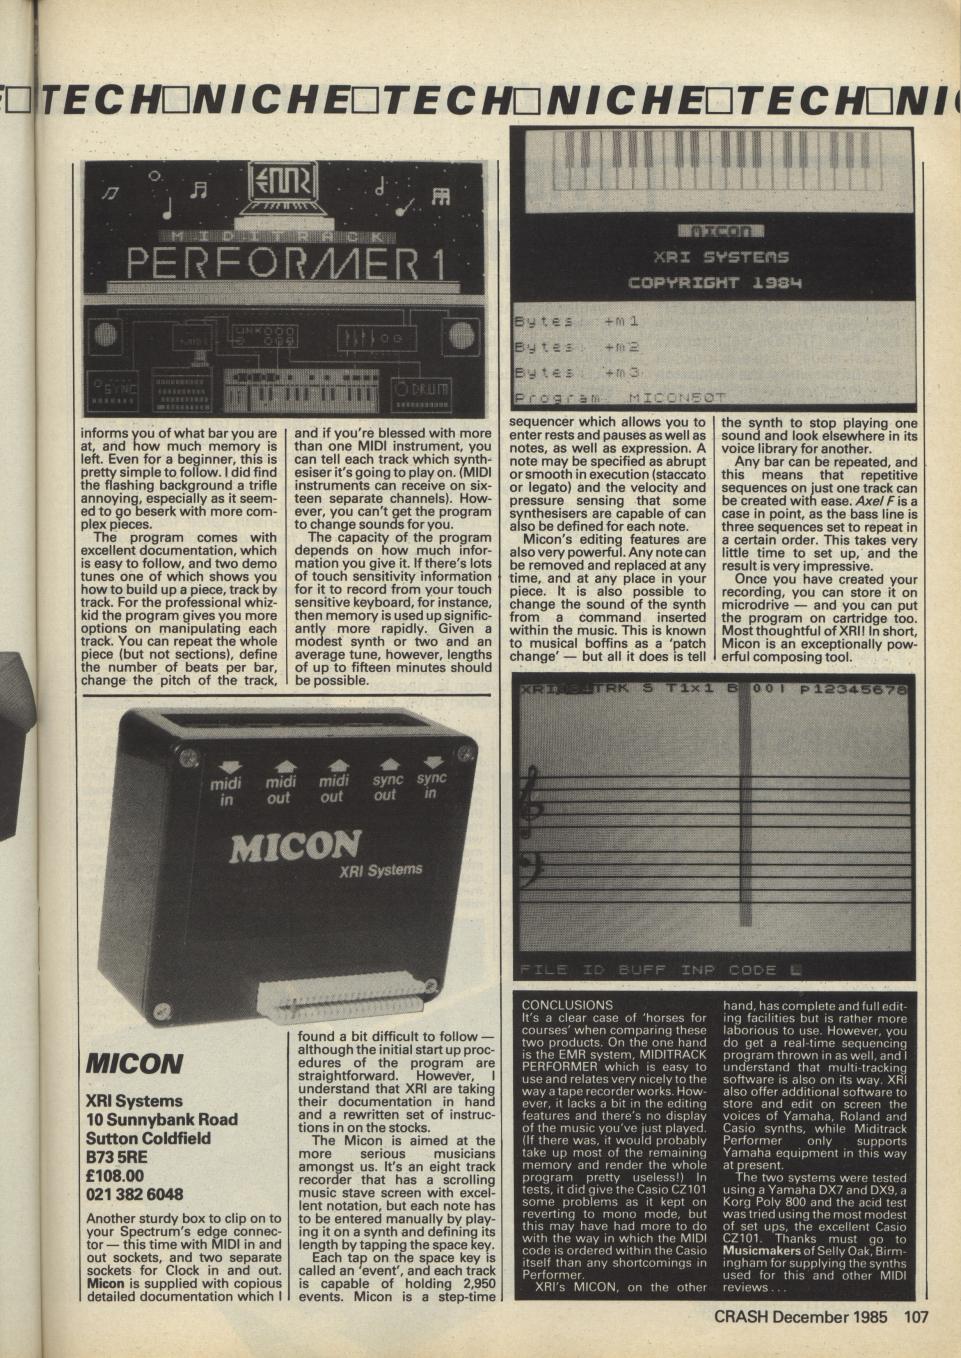 E□TECH□NICHE□TECH□NICHE□TECH□NI
EMR
MIDITRACK
PERFORMER 1
MIDI
LINK
SYNC
DRUM
MICON
XRI SYSTEMS
COPYRIGHT 1984
Bytes: +m1
Bytes: +m2
Bytes: +m3
Program: MICON50T
informs you of what bar you are
at, and how much memory is
left. Even for a beginner, this is
pretty simple to follow. I did find
the flashing background a trifle
annoying, especially as it seem-
ed to go beserk with more com-
plex pieces.
The program comes with
excellent documentation, which
is easy to follow, and two demo
tunes one of which shows you
how to build up a piece, track by
track. For the professional whiz-
kid the program gives you more
options on manipulating each
track. You can repeat the whole
piece (but not sections), define
the number of beats per bar,
change the pitch of the track,
and if you're blessed with more
than one MIDI instrument, you
can tell each track which synth-
esiser it's going to play on. (MIDI
instruments can receive on six-
teen separate channels). How-
ever, you can't get the program
to change sounds for you.
The capacity of the program
depends on how much infor-
mation you give it. If there's lots
of touch sensitivity information
for it to record from your touch
sensitive keyboard, for instance,
then memory is used up signific-
antly more rapidly. Given a
modest synth or two and an
average tune, however, lengths
of up to fifteen minutes should
be possible.
midi in
midi out
midi out
sync out
sync in
MICON
XRI Systems
MICON
XRI Systems
10 Sunnybank Road
Sutton Coldfield
B73 5RE
£108.00
021 382 6048
Another sturdy box to clip on to
your Spectrum's edge connec-
tor — this time with MIDI in and
out sockets, and two separate
sockets for Clock in and out.
Micon is supplied with copious
detailed documentation which I
found a bit difficult to follow —
although the initial start up proc-
edures of the program are
straightforward. However, I
understand that XRI are taking
their documentation in hand
and a rewritten set of instruc-
tions in on the stocks.
The Micon is aimed at the
more serious musicians
amongst us. It's an eight track
recorder that has a scrolling
music stave screen with excel-
lent notation, but each note has
to be entered manually by play-
ing it on a synth and defining its
length by tapping the space key.
Each tap on the space key is
called an 'event', and each track
is capable of holding 2,950
events. Micon is a step-time
sequencer which allows you to
enter rests and pauses as well as
notes, as well as expression. A
note may be specified as abrupt
or smooth in execution (staccato
or legato) and the velocity and
pressure sensing that some
synthesisers are capable of can
also be defined for each note.
Micon's editing features are
also very powerful. Any note can
be removed and replaced at any
time, and at any place in your
piece. It is also possible to
change the sound of the synth
from a command inserted
within the music. This is known
to musical boffins as a 'patch
change' — but all it does is tell
the synth to stop playing one
sound and look elsewhere in its
voice library for another.
Any bar can be repeated, and
this means that repetitive
sequences on just one track can
be created with ease. Axel F is a
case in point, as the bass line is
three sequences set to repeat in
a certain order. This takes very
little time to set up, and the
result is very impressive.
Once you have created your
recording, you can store it on
microdrive — and you can put
the program on cartridge too.
Most thoughtful of XRI! In short,
Micon is an exceptionally pow-
erful composing tool.
TRK S T1x1 B 001 P12345678
FILE IO BUFF INP CODE L
CONCLUSIONS
It's a clear case of 'horses for
courses' when comparing these
two products. On the one hand
is the EMR system, MIDITRACK
PERFORMER which is easy to
use and relates very nicely to the
way a tape recorder works. How-
ever, it lacks a bit in the editing
features and there's no display
of the music you've just played.
(If there was, it would probably
take up most of the remaining
memory and render the whole
program pretty useless!) In
tests, it did give the Casio CZ101
some problems as it kept on
reverting to mono mode, but
this may have had more to do
with the way in which the MIDI
code is ordered within the Casio
itself than any shortcomings in
Performer.
XRI's MICON, on the other
hand, has complete and full edit-
ing facilities but is rather more
laborious to use. However, you
do get a real-time sequencing
program thrown in as well, and I
understand that multi-tracking
software is also on its way. XRI
also offer additional software to
store and edit on screen the
voices of Yamaha, Roland and
Casio synths, while Miditrack
Performer only supports
Yamaha equipment in this way
at present.
The two systems were tested
using a Yamaha DX7 and DX9, a
Korg Poly 800 and the acid test
was tried using the most modest
of set ups, the excellent Casio
CZ101. Thanks must go to
Musicmakers of Selly Oak, Birm-
ingham for supplying the synths
used for this and other MIDI
reviews . . .
CRASH December 1985 107